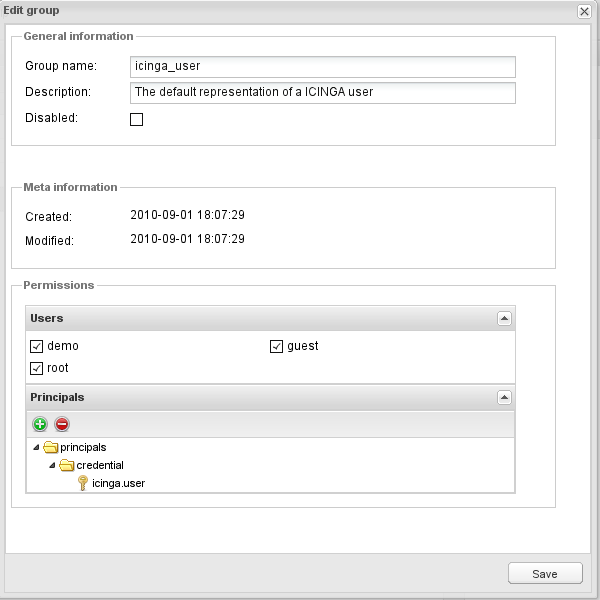 Edit group
General information
Group name: icinga_user
Description: The default representation of a ICINGA user
Disabled:
Meta information
Created: 2010-09-01 18:07:29
Modified: 2010-09-01 18:07:29
Permissions
Users
demo guest
root
Principals
principals
credential
icinga.user
Save